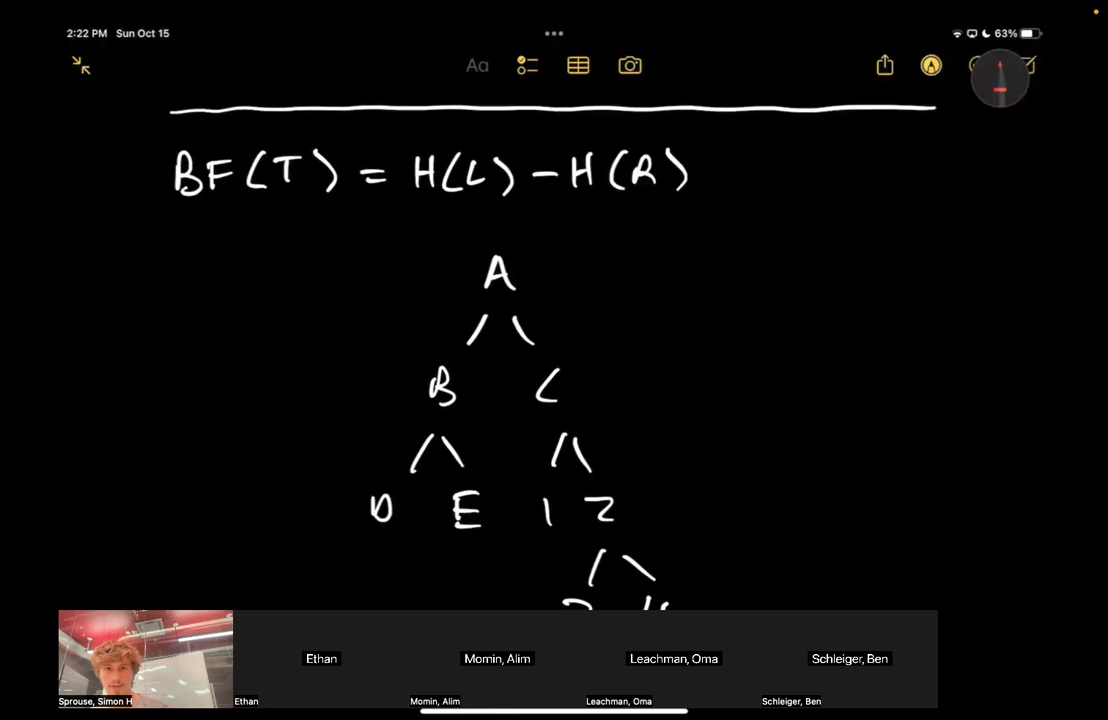 2:22 PM Sun Oct 15
63%
Aa
BF(T) = H(L) - H(R)
A
B C
D E 1 2
Ethan Momin, Alim Leachman, Oma Schleiger, Ben
Sprouse, Simon H Ethan Momin, Alim Leachman, Oma Schleiger, Ben